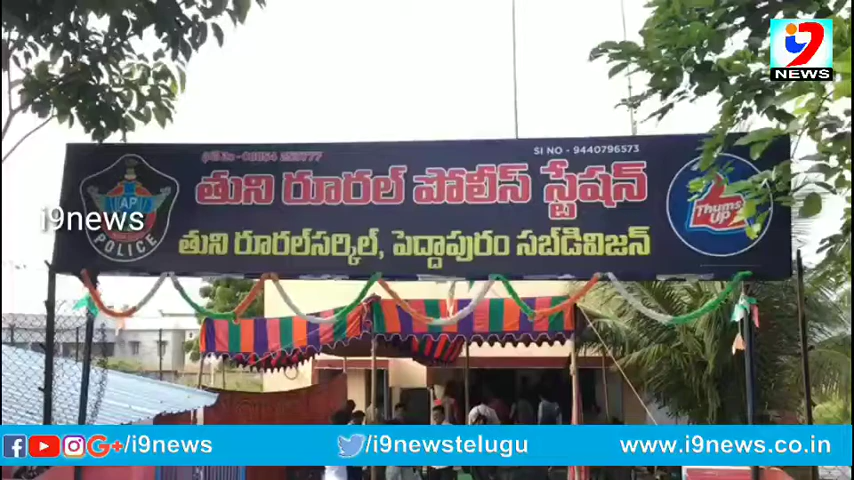 i9 NEWS
SI NO - 9440796573
తుని రూరల్ పోలీస్ స్టేషన్
Thums Up
i9news
AP
POLICE
తుని రూరల్‌సర్కిల్, పెద్దాపురం సబ్‌డివిజన్
/i9news
/i9newstelugu
www.i9news.co.in